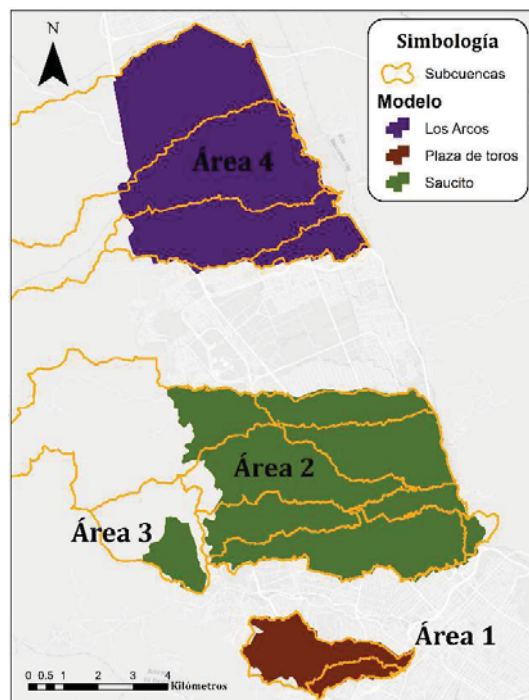 N
Simbología
Subcuencas
Modelo
Los Arcos
Plaza de toros
Saucito
Área 4
Área 2
Área 3
Área 1
0 0.5 1 2 3 4
Kilómetros